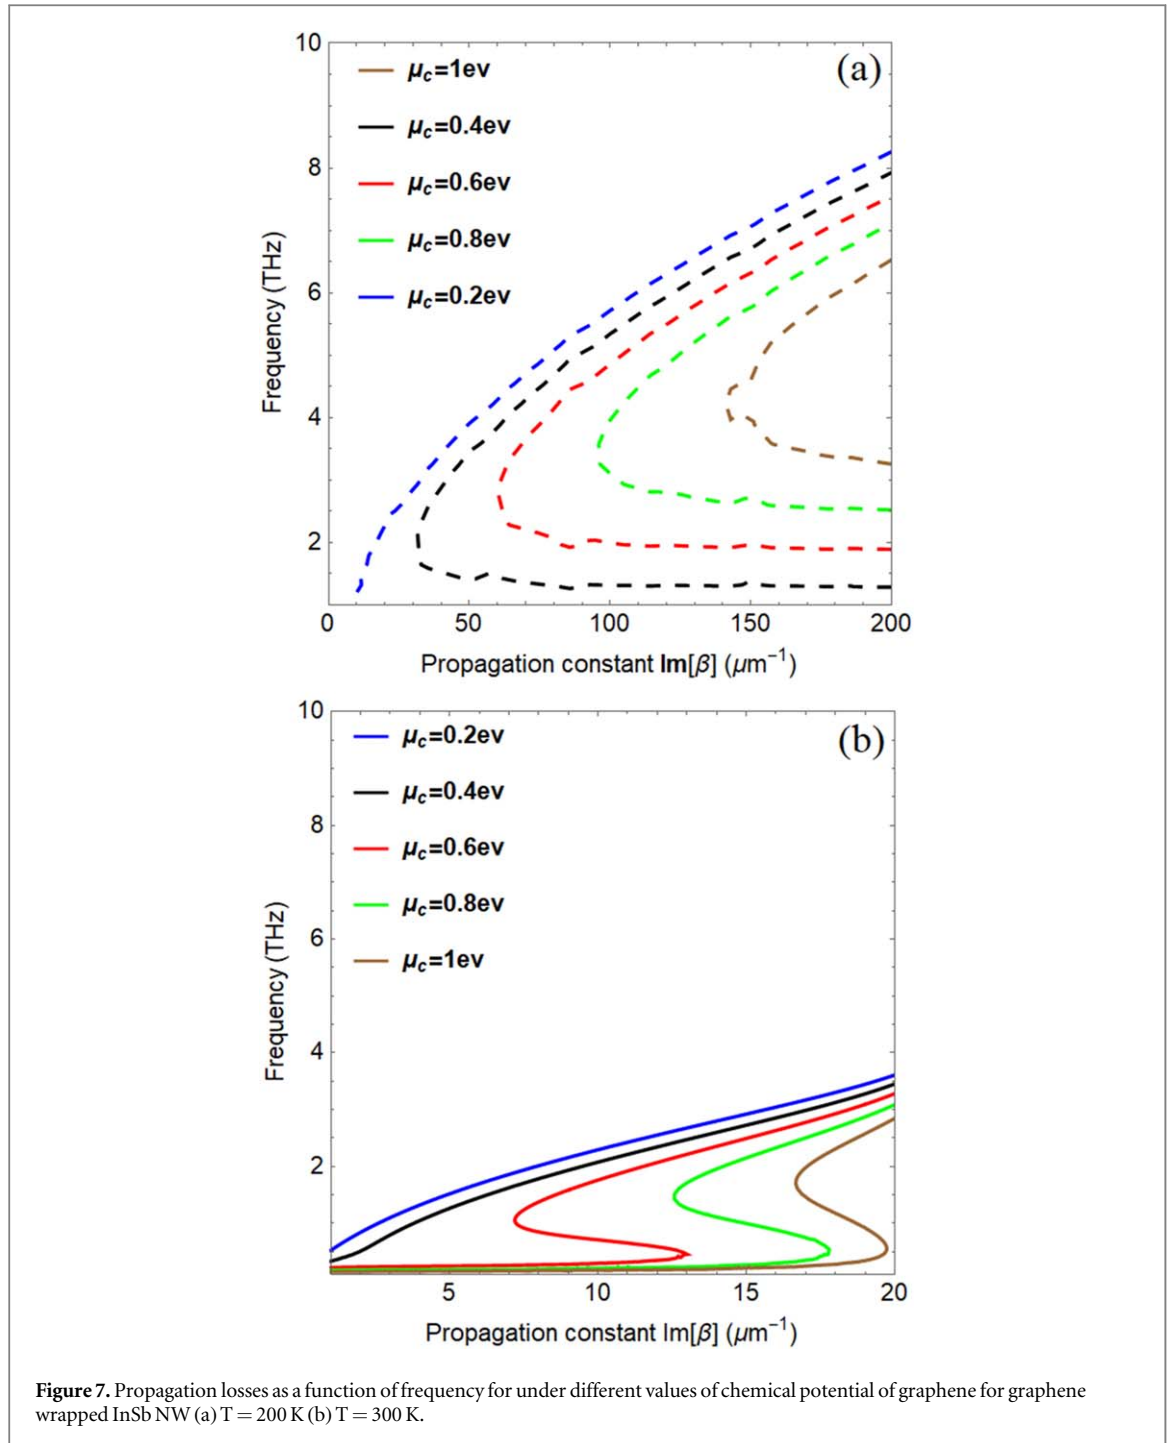 (a)
μc=1ev
μc=0.4ev
μc=0.6ev
μc=0.8ev
μc=0.2ev
Frequency (THz)
10
8
6
4
2
0 50 100 150 200
Propagation constant Im[β] (μm⁻¹)
(b)
μc=0.2ev
μc=0.4ev
μc=0.6ev
μc=0.8ev
μc=1ev
Frequency (THz)
10
8
6
4
2
5 10 15 20
Propagation constant Im[β] (μm⁻¹)
Figure 7. Propagation losses as a function of frequency for under different values of chemical potential of graphene for graphene
wrapped InSb NW (a) T = 200 K (b) T = 300 K.